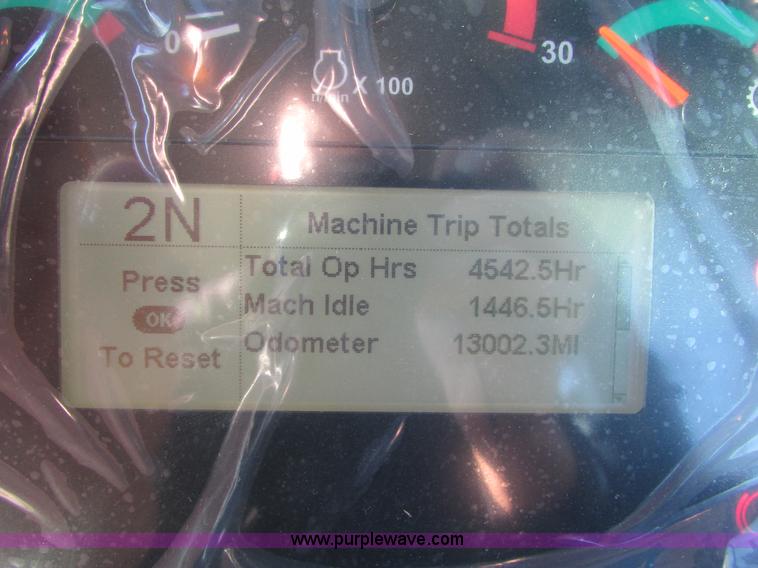 0
30
X 100
r/min
2N
Machine Trip Totals
Press
OK
To Reset
Total Op Hrs 4542.5Hr
Mach Idle 1446.5Hr
Odometer 13002.3MI
www.purplewave.com